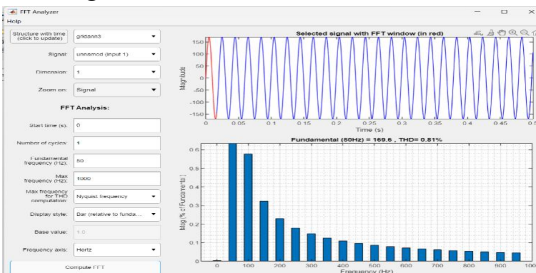 FFT Analyzer
Help
Structure with time
(click to update)
Signal:
unnamed (Input 1)
Dimension:
1
Zoom on:
Signal
FFT Analysis:
Start time (s):
0
Number of cycles:
1
Fundamental
frequency (Hz):
50
Max
frequency (Hz):
1000
Max frequency
for THD
computation:
Nyquist frequency
Display style:
Bar (relative to funda...
Base value:
1.0
Frequency axis:
Hertz
Compute FFT
Selected signal with FFT window (in red)
Magnitude
150
100
50
0
-50
-100
-150
0 0.05 0.1 0.15 0.2 0.25 0.3 0.35 0.4 0.45 0.5
Time (s)
Fundamental (50Hz) = 169.6 , THD= 0.81%
Mag (% of Fundamental)
0.6
0.5
0.4
0.3
0.2
0.1
0
0 100 200 300 400 500 600 700 800 900 1000
Frequency (Hz)